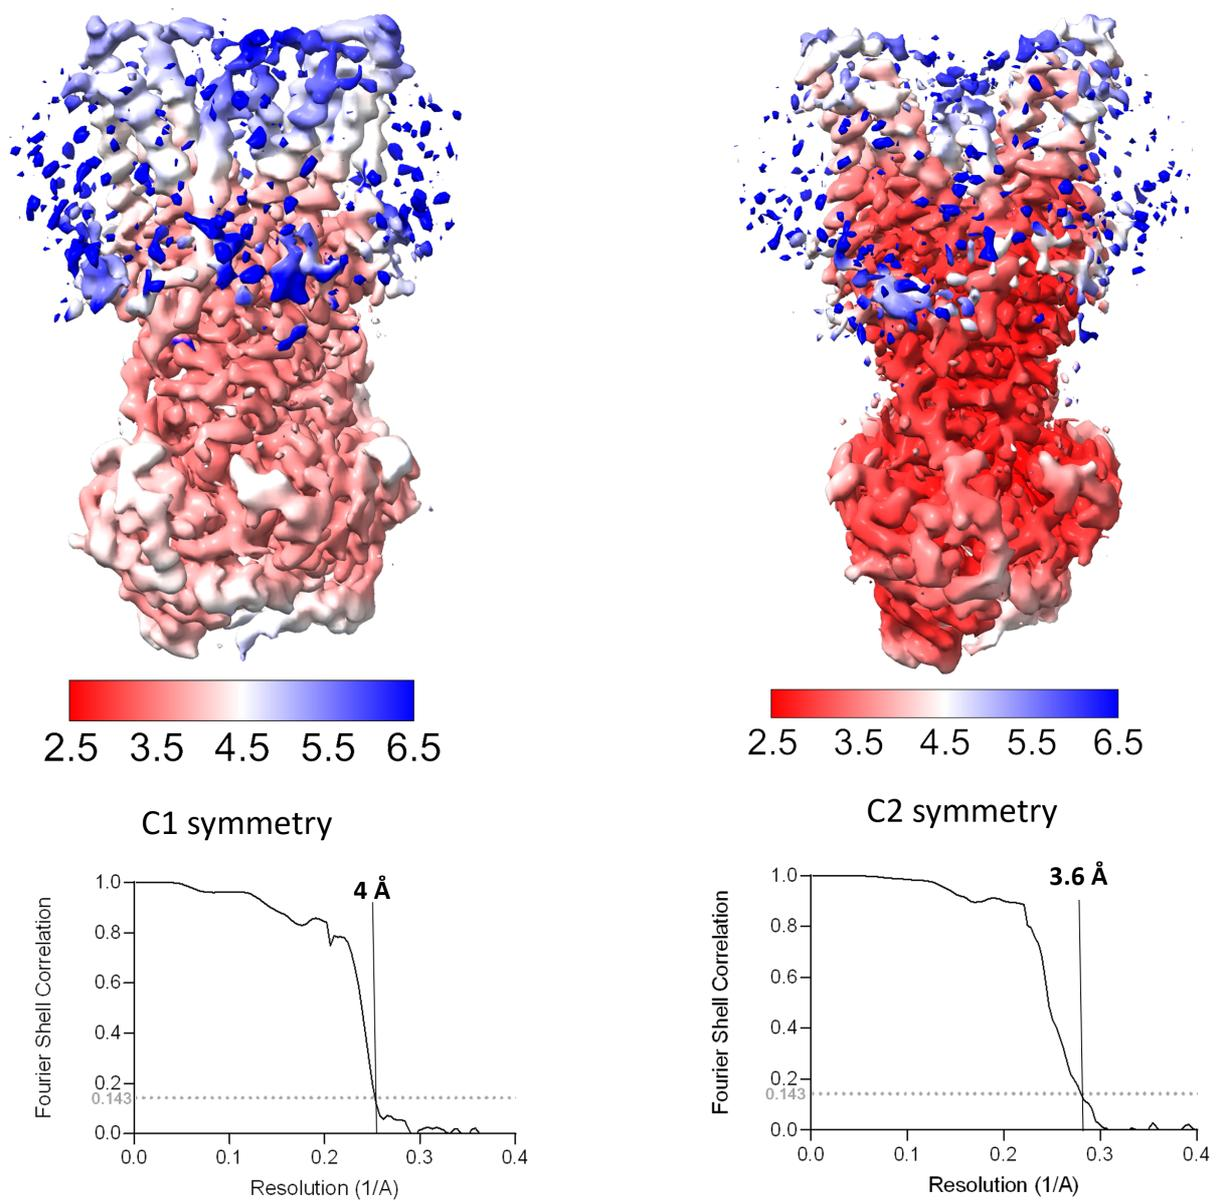 2.5 3.5 4.5 5.5 6.5
C1 symmetry
4 Å
1.0
0.8
0.6
0.4
0.2
0.143
0.0
0.0 0.1 0.2 0.3 0.4
Fourier Shell Correlation
Resolution (1/A)
2.5 3.5 4.5 5.5 6.5
C2 symmetry
3.6 Å
1.0
0.8
0.6
0.4
0.2
0.143
0.0
0.0 0.1 0.2 0.3 0.4
Fourier Shell Correlation
Resolution (1/A)